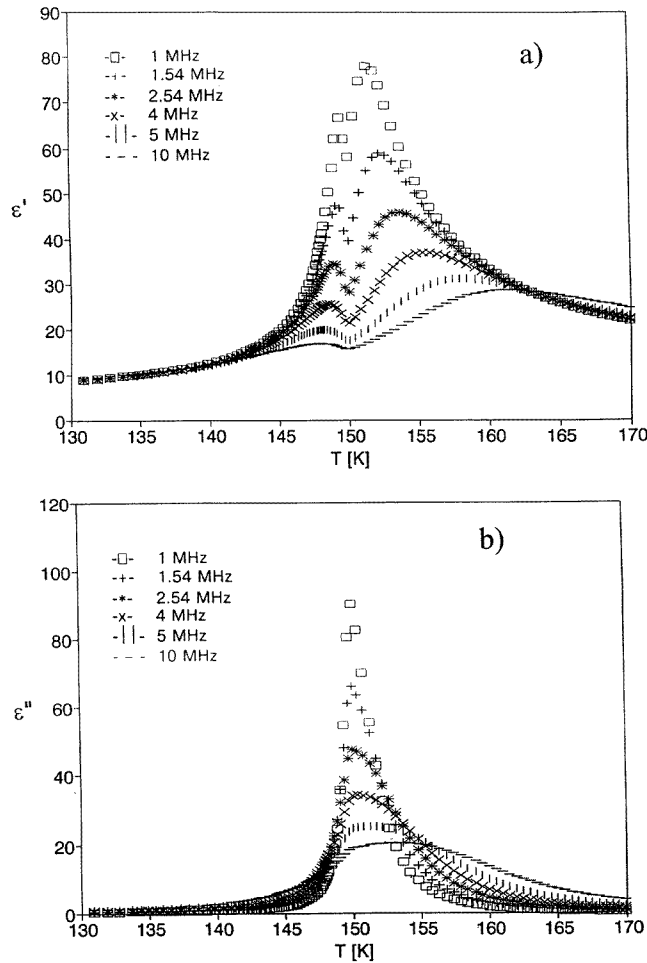 a)
90
80
70
60
50
40
30
20
10
0
ε'
-□- 1 MHz
-+- 1.54 MHz
-*- 2.54 MHz
-×- 4 MHz
-||- 5 MHz
--- 10 MHz
130 135 140 145 150 155 160 165 170
T [K]
b)
120
100
80
60
40
20
0
ε"
-□- 1 MHz
-+- 1.54 MHz
-*- 2.54 MHz
-×- 4 MHz
-||- 5 MHz
--- 10 MHz
130 135 140 145 150 155 160 165 170
T [K]